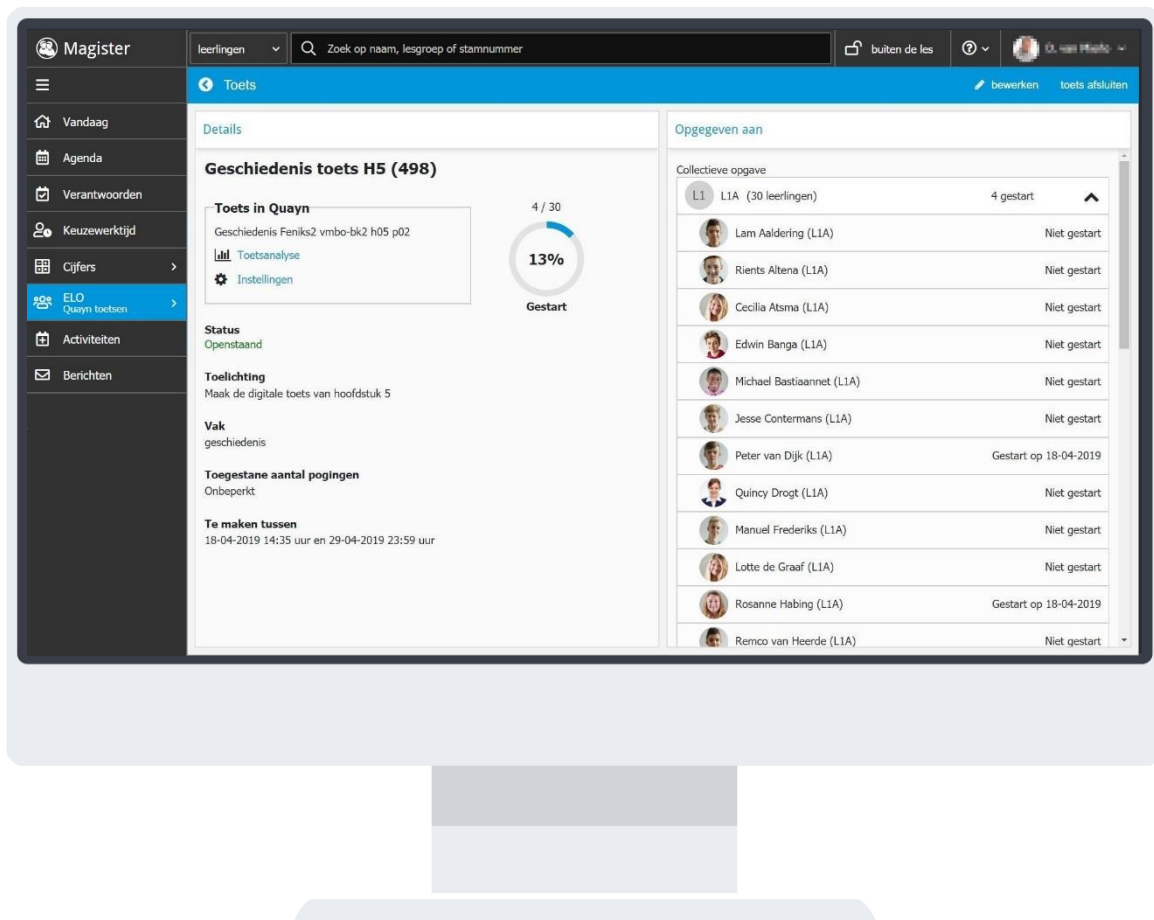 Magister
leerlingen
Zoek op naam, lesgroep of stamnummer
buiten de les
Toets
bewerken
toets afsluiten
Vandaag
Agenda
Verantwoorden
Keuzewerktijd
Cijfers
ELO
Quayn toetsen
Activiteiten
Berichten
Details
Geschiedenis toets H5 (498)
Toets in Quayn
Geschiedenis Feniks2 vmbo-bk2 h05 p02
Toetsanalyse
Instellingen
4 / 30
13%
Gestart
Status
Openstaand
Toelichting
Maak de digitale toets van hoofdstuk 5
Vak
geschiedenis
Toegestane aantal pogingen
Onbeperkt
Te maken tussen
18-04-2019 14:35 uur en 29-04-2019 23:59 uur
Opgegeven aan
Collectieve opgave
L1 L1A (30 leerlingen) 4 gestart
Lam Aaldering (L1A) Niet gestart
Rients Altena (L1A) Niet gestart
Cecilia Atsma (L1A) Niet gestart
Edwin Banga (L1A) Niet gestart
Michael Bastiaannet (L1A) Niet gestart
Jesse Contermans (L1A) Niet gestart
Peter van Dijk (L1A) Gestart op 18-04-2019
Quincy Drogt (L1A) Niet gestart
Manuel Frederiks (L1A) Niet gestart
Lotte de Graaf (L1A) Niet gestart
Rosanne Habing (L1A) Gestart op 18-04-2019
Remco van Heerde (L1A) Niet gestart